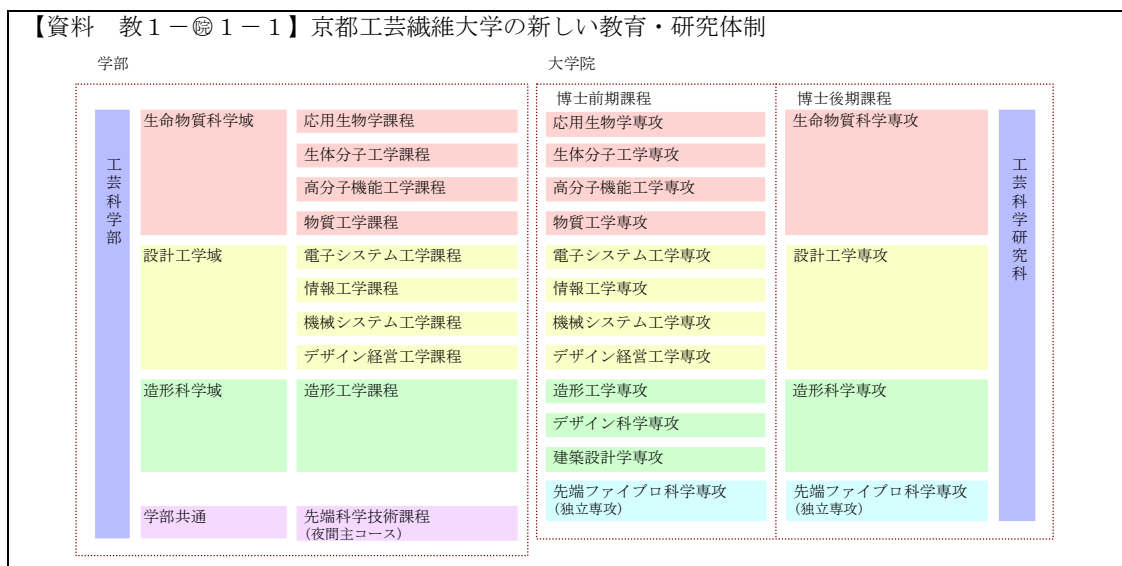 【資料 教1-㊩1-1】京都工芸繊維大学の新しい教育・研究体制
学部
大学院
博士前期課程
博士後期課程
工芸科学部
生命物質科学域
応用生物学課程
生体分子工学課程
高分子機能工学課程
物質工学課程
設計工学域
電子システム工学課程
情報工学課程
機械システム工学課程
デザイン経営工学課程
造形科学域
造形工学課程
学部共通
先端科学技術課程
(夜間主コース)
応用生物学専攻
生体分子工学専攻
高分子機能工学専攻
物質工学専攻
電子システム工学専攻
情報工学専攻
機械システム工学専攻
デザイン経営工学専攻
造形工学専攻
デザイン科学専攻
建築設計学専攻
先端ファイブロ科学専攻
(独立専攻)
生命物質科学専攻
設計工学専攻
造形科学専攻
先端ファイブロ科学専攻
(独立専攻)
工芸科学研究科